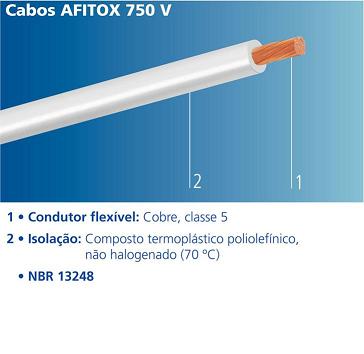 Cabos AFITOX 750 V
2
1
1 • Condutor flexível: Cobre, classe 5
2 • Isolação: Composto termoplástico poliolefínico,
não halogenado (70 ºC)
• NBR 13248